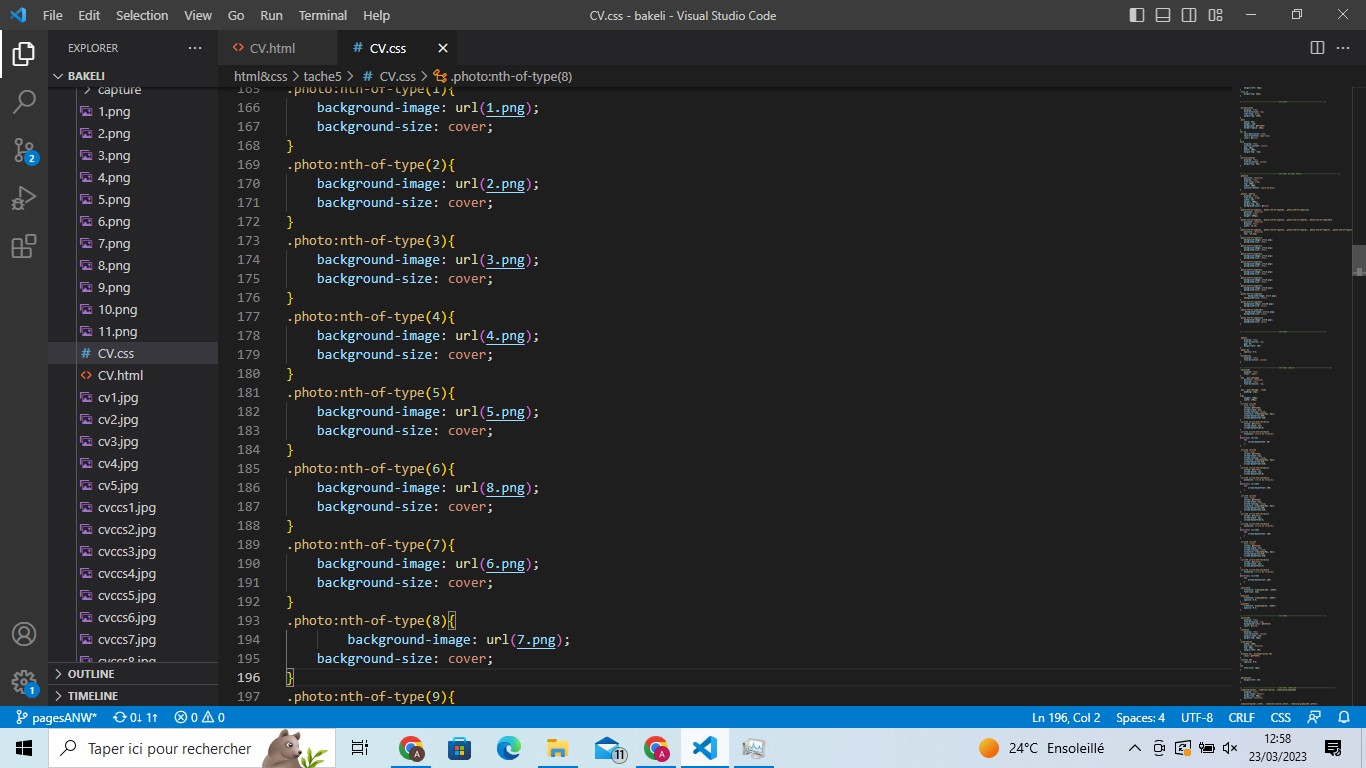 File Edit Selection View Go Run Terminal Help
CV.css - bakeli - Visual Studio Code
EXPLORER
CV.html
CV.css
BAKELI
html&css > tache5 > # CV.css > .photo:nth-of-type(8)
capture
1.png
2.png
3.png
4.png
5.png
6.png
7.png
8.png
9.png
10.png
11.png
CV.css
CV.html
cv1.jpg
cv2.jpg
cv3.jpg
cv4.jpg
cv5.jpg
cvccs1.jpg
cvccs2.jpg
cvccs3.jpg
cvccs4.jpg
cvccs5.jpg
cvccs6.jpg
cvccs7.jpg
cvccs8.jpg
OUTLINE
TIMELINE
165 .photo:nth-of-type(1){
166 background-image: url(1.png);
167 background-size: cover;
168 }
169 .photo:nth-of-type(2){
170 background-image: url(2.png);
171 background-size: cover;
172 }
173 .photo:nth-of-type(3){
174 background-image: url(3.png);
175 background-size: cover;
176 }
177 .photo:nth-of-type(4){
178 background-image: url(4.png);
179 background-size: cover;
180 }
181 .photo:nth-of-type(5){
182 background-image: url(5.png);
183 background-size: cover;
184 }
185 .photo:nth-of-type(6){
186 background-image: url(8.png);
187 background-size: cover;
188 }
189 .photo:nth-of-type(7){
190 background-image: url(6.png);
191 background-size: cover;
192 }
193 .photo:nth-of-type(8){
194 background-image: url(7.png);
195 background-size: cover;
196 }
197 .photo:nth-of-type(9){
2
1
pagesANW* 0↓ 1↑ 0 0
Ln 196, Col 2 Spaces: 4 UTF-8 CRLF CSS
Taper ici pour rechercher
11
24°C Ensoleillé
12:58
23/03/2023